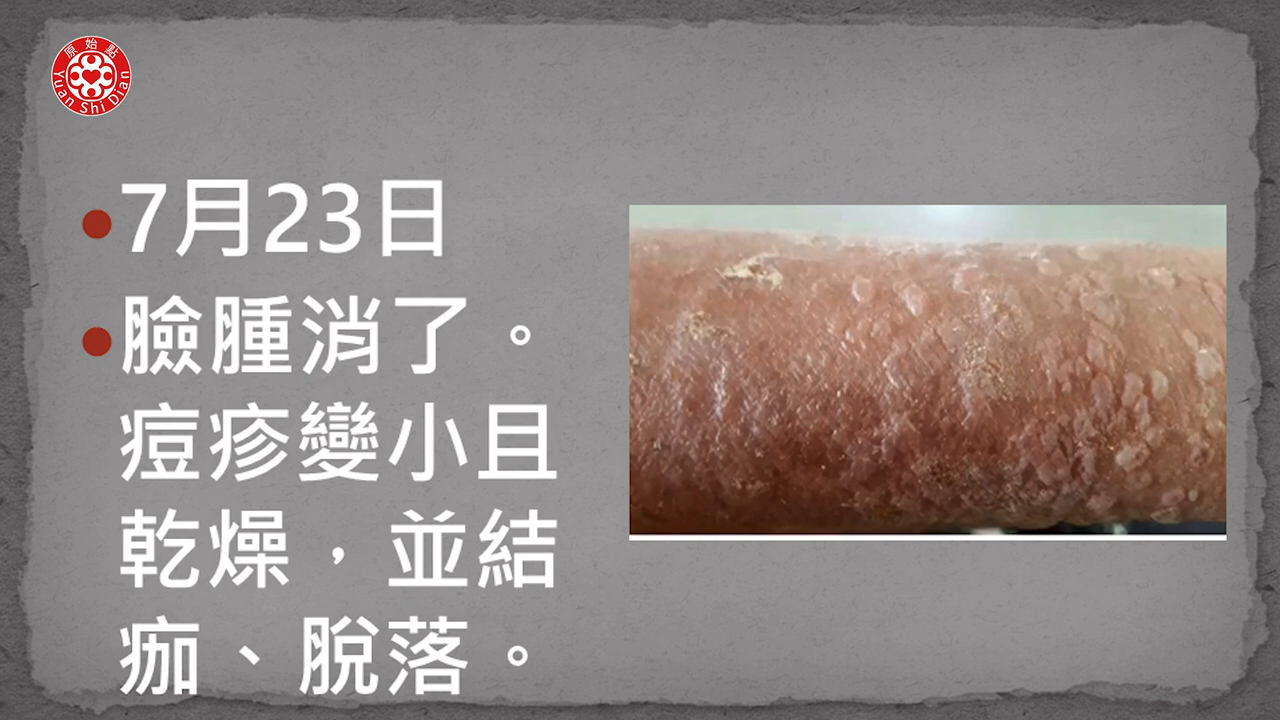 原始點
Yuan Shi Dian
7月23日
臉腫消了。
痘疹變小且
乾燥,並結
痂、脫落。